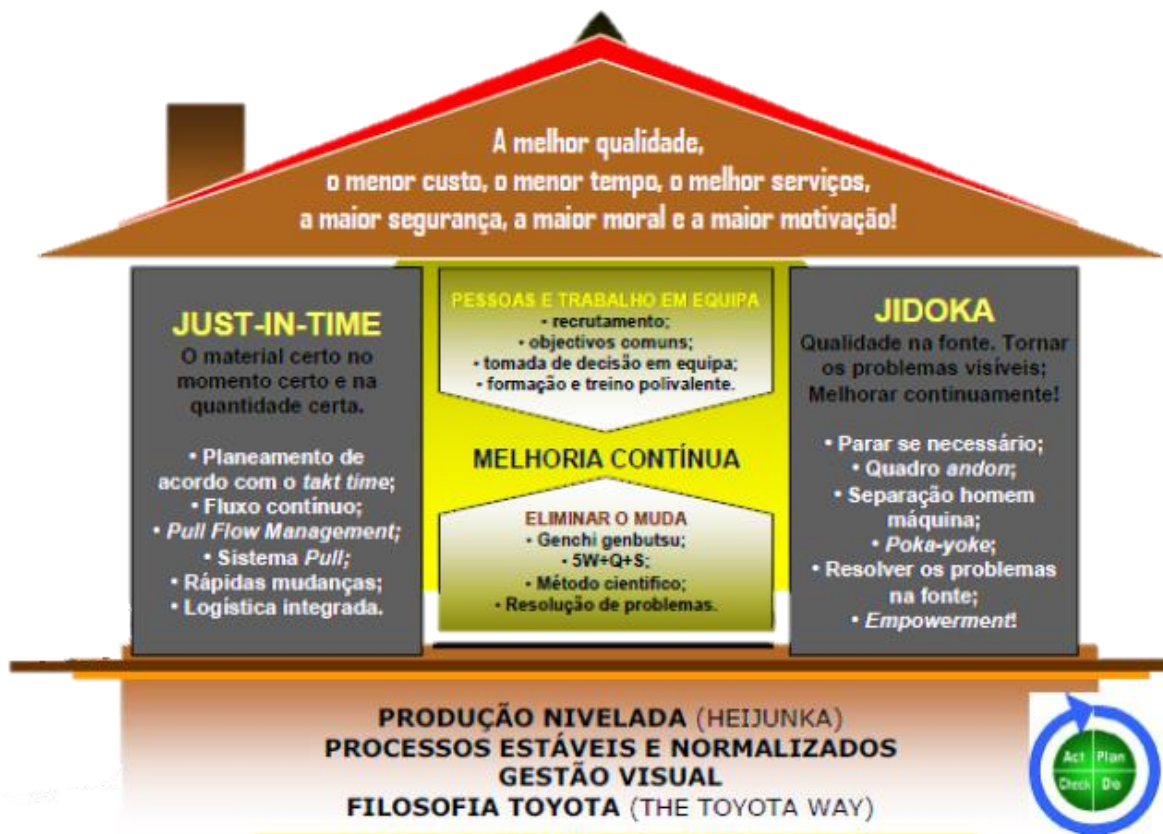 A melhor qualidade,
o menor custo, o menor tempo, o melhor serviços,
a maior segurança, a maior moral e a maior motivação!
JUST-IN-TIME
O material certo no
momento certo e na
quantidade certa.
• Planeamento de
acordo com o takt time;
• Fluxo contínuo;
• Pull Flow Management;
• Sistema Pull;
• Rápidas mudanças;
• Logística integrada.
PESSOAS E TRABALHO EM EQUIPA
• recrutamento;
• objectivos comuns;
• tomada de decisão em equipa;
• formação e treino polivalente.
MELHORIA CONTÍNUA
ELIMINAR O MUDA
• Genchi genbutsu;
• 5W+Q+S;
• Método cientifico;
• Resolução de problemas.
JIDOKA
Qualidade na fonte. Tornar
os problemas visíveis;
Melhorar continuamente!
• Parar se necessário;
• Quadro andon;
• Separação homem
máquina;
• Poka-yoke;
• Resolver os problemas
na fonte;
• Empowerment!
PRODUÇÃO NIVELADA (HEIJUNKA)
PROCESSOS ESTÁVEIS E NORMALIZADOS
GESTÃO VISUAL
FILOSOFIA TOYOTA (THE TOYOTA WAY)
Act Plan
Check Do